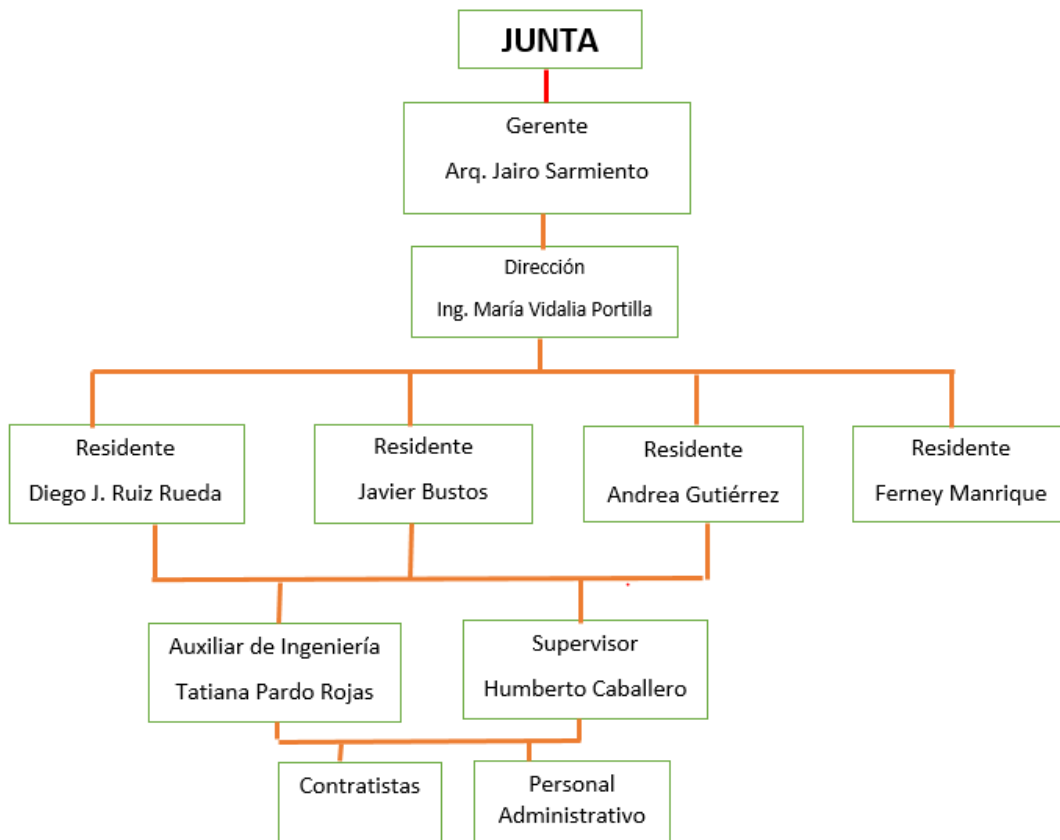 JUNTA
Gerente
Arq. Jairo Sarmiento
Dirección
Ing. María Vidalia Portilla
Residente
Diego J. Ruiz Rueda
Residente
Javier Bustos
Residente
Andrea Gutiérrez
Residente
Ferney Manrique
Auxiliar de Ingeniería
Tatiana Pardo Rojas
Supervisor
Humberto Caballero
Contratistas
Personal
Administrativo